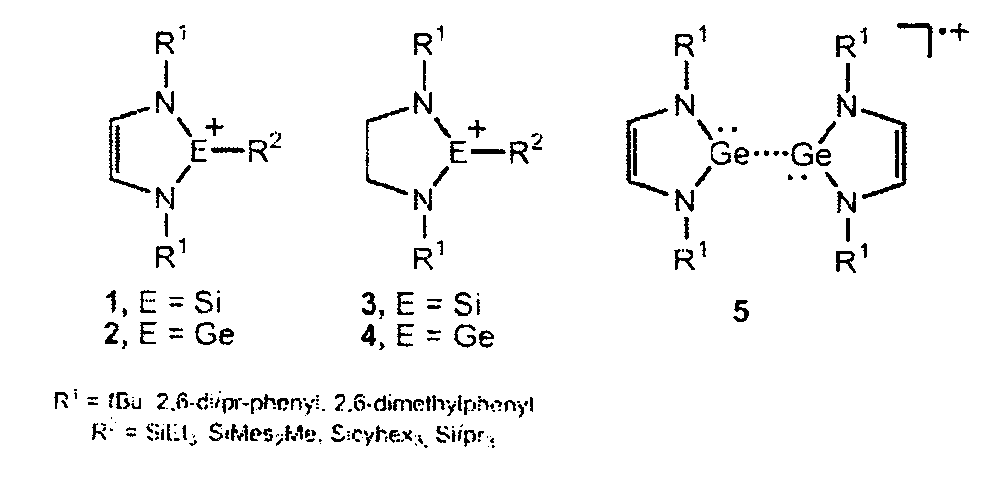 R¹ R¹ R¹ R¹ •+
N N N N
E⁺ R² E⁺ R² Ge Ge
N N N N
R¹ R¹ R¹ R¹
1, E = Si
2, E = Ge
3, E = Si
4, E = Ge
5
R¹ = tBu 2,6-diipr-phenyl, 2,6-dimethylphenyl
R² = SiEt₃ SiMes₂Me, Sicyhex₃, Siipr₃